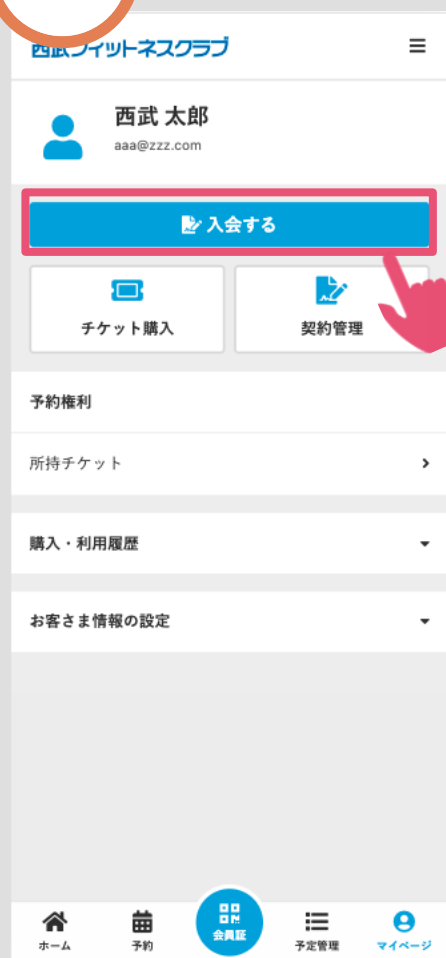 西武フィットネスクラブ
西武 太郎
aaa@zzz.com
入会する
チケット購入
契約管理
予約権利
所持チケット
購入・利用履歴
お客さま情報の設定
ホーム
予約
会員証
予定管理
マイページ